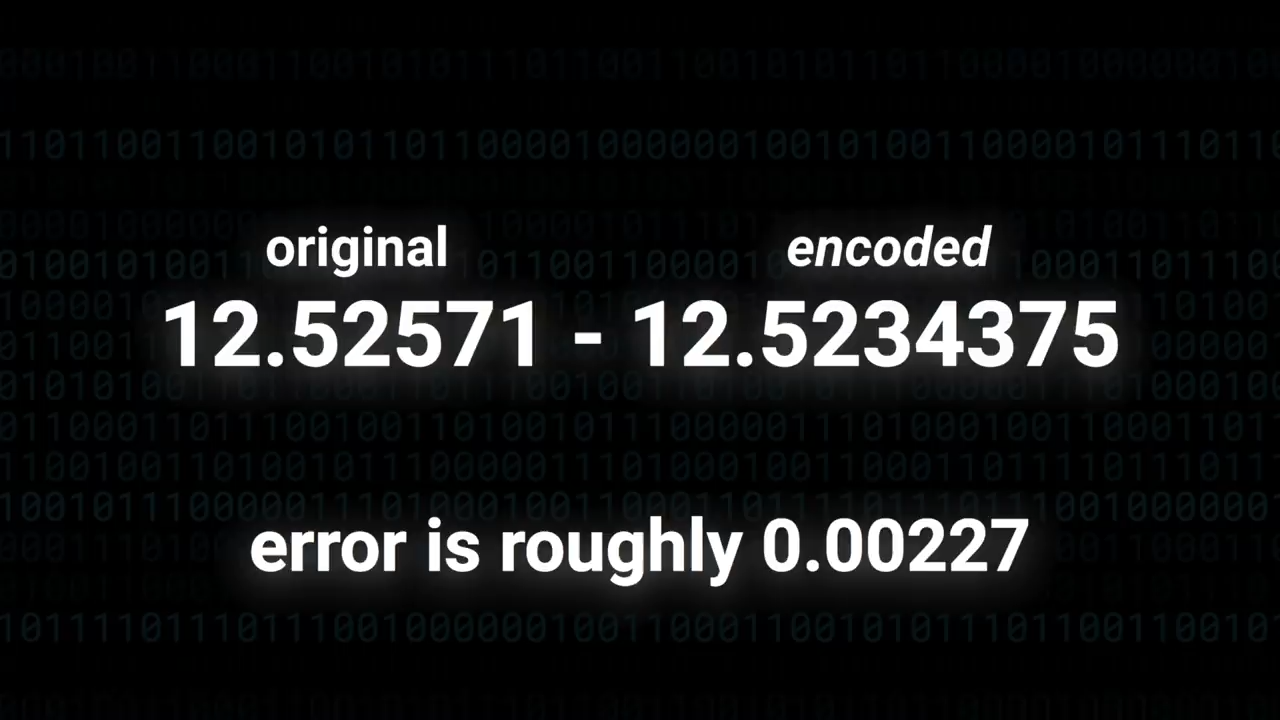 original encoded
12.52571 - 12.5234375
error is roughly 0.00227